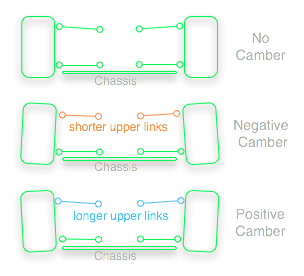 No
Camber
Chassis
shorter upper links
Negative
Camber
Chassis
longer upper links
Positive
Camber
Chassis